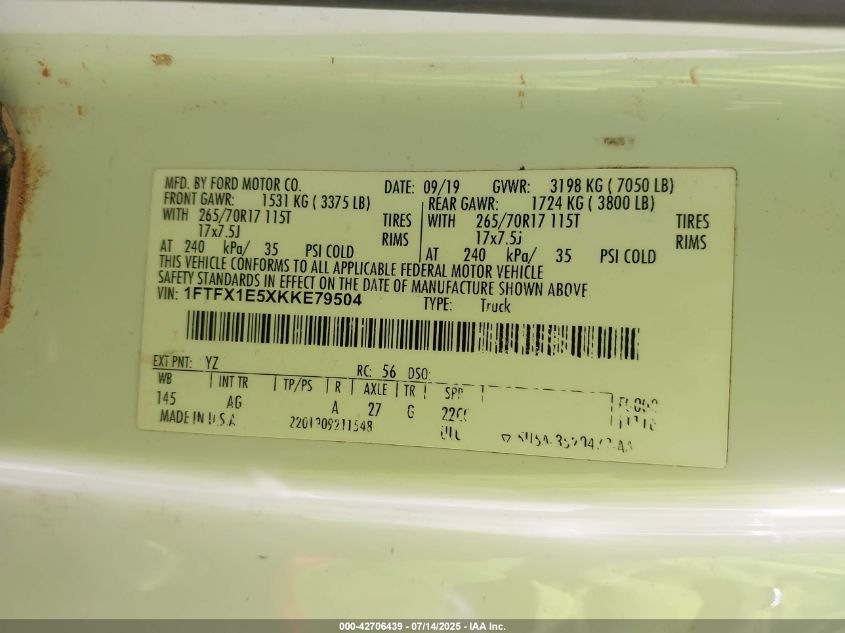 MFD. BY FORD MOTOR CO. DATE: 09/19 GVWR: 3198 KG ( 7050 LB)
FRONT GAWR: 1531 KG ( 3375 LB) REAR GAWR: 1724 KG ( 3800 LB)
WITH 265/70R17 115T TIRES WITH 265/70R17 115T TIRES
17x7.5J RIMS 17x7.5J RIMS
AT 240 kPa/ 35 PSI COLD AT 240 kPa/ 35 PSI COLD
THIS VEHICLE CONFORMS TO ALL APPLICABLE FEDERAL MOTOR VEHICLE
SAFETY STANDARDS IN EFFECT ON THE DATE OF MANUFACTURE SHOWN ABOVE
VIN: 1FTFX1E5XKKE79504 TYPE: Truck
EXT PNT: YZ RC: 56 DSO:
WB INT TR TP/PS R AXLE TR SPR
145 AG A 27 G
MADE IN U.S.A
000-42706439 - 07/14/2025 - IAA Inc.